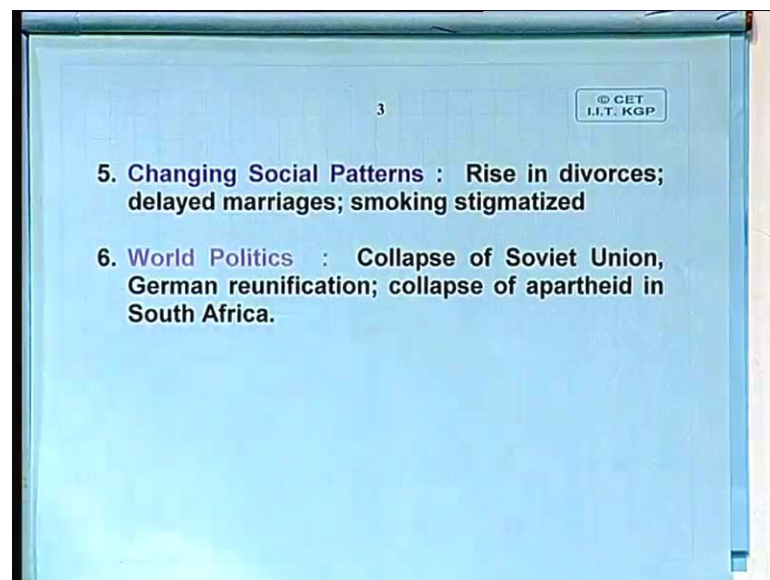 3
© CET
I.I.T. KGP
5. Changing Social Patterns : Rise in divorces;
delayed marriages; smoking stigmatized
6. World Politics : Collapse of Soviet Union,
German reunification; collapse of apartheid in
South Africa.